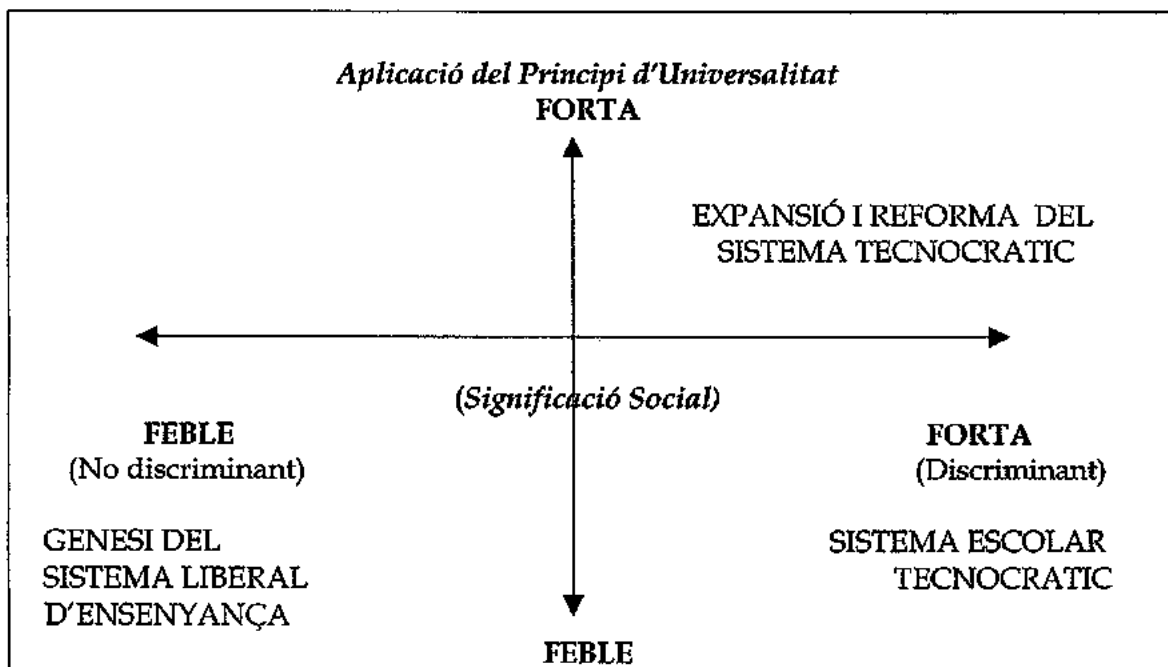 Aplicació del Principi d'Universalitat
FORTA
EXPANSIÓ I REFORMA DEL
SISTEMA TECNOCRATIC
(Significació Social)
FEBLE
(No discriminant)
FORTA
(Discriminant)
GENESI DEL
SISTEMA LIBERAL
D'ENSENYANÇA
SISTEMA ESCOLAR
TECNOCRATIC
FEBLE